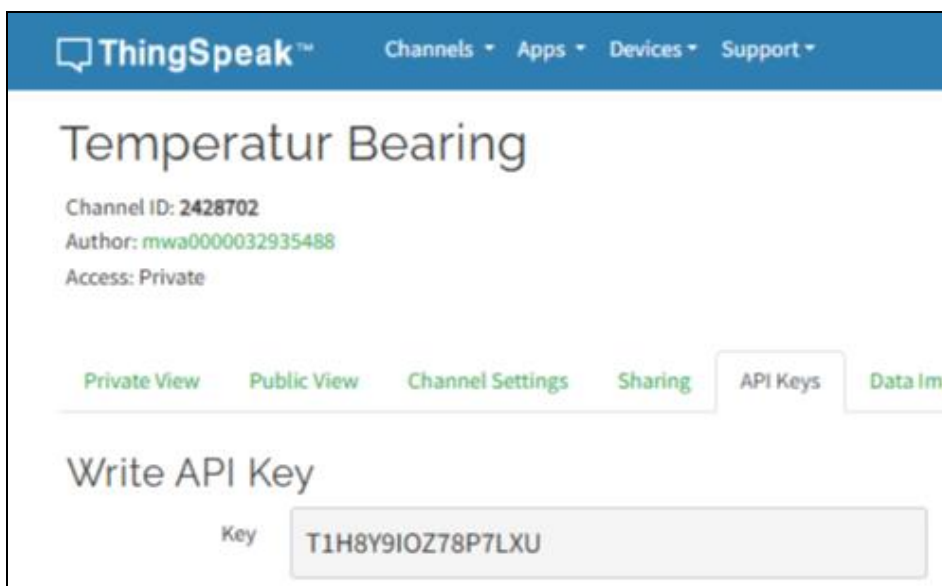 ThingSpeak™ Channels Apps Devices Support
Temperatur Bearing
Channel ID: 2428702
Author: mwa0000032935488
Access: Private
Private View Public View Channel Settings Sharing API Keys Data Im
Write API Key
Key T1H8Y9IOZ78P7LXU